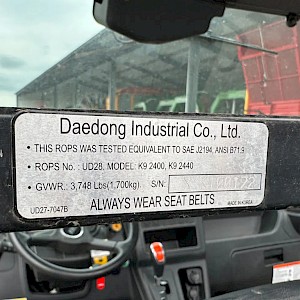 Daedong Industrial Co., Ltd.
• THIS ROPS WAS TESTED EQUIVALENT TO SAE J2194, ANSI B71.9
• ROPS No. : UD28, MODEL: K9 2400, K9 2440
• GVWR.: 3,748 Lbs(1,700kg) S/N:
ALWAYS WEAR SEAT BELTS
UD27-7047B
MADE IN KOREA